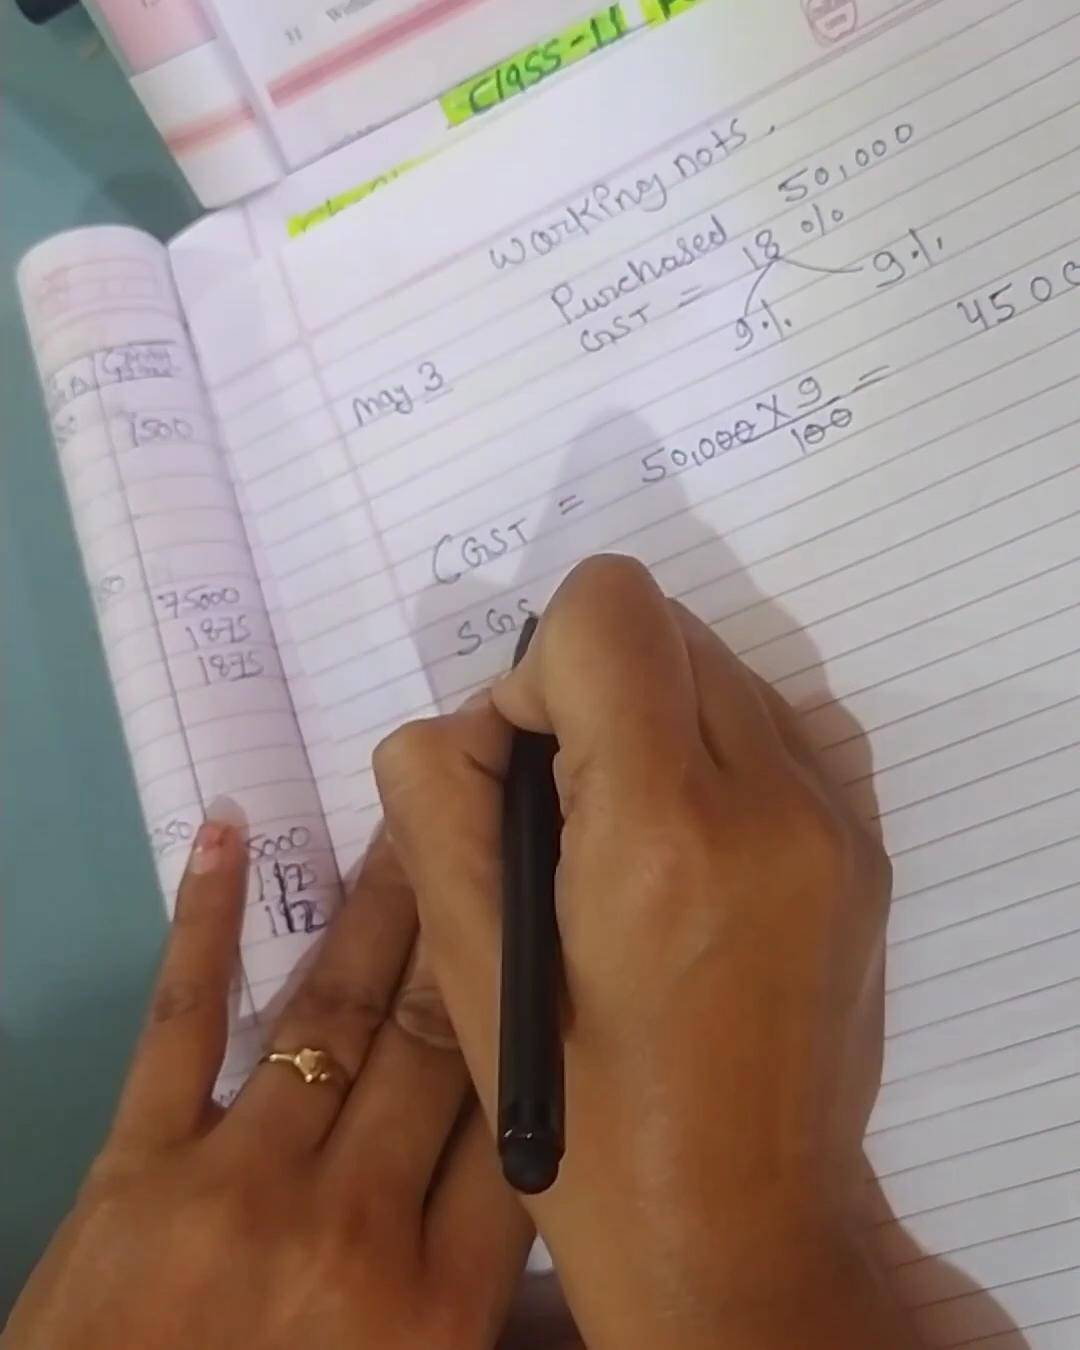 11
CLASS-11
Working nots.
May 3
Purchased 50,000
GST = 18 %
9%. 9%.
CGST = 50,000 X 9/100 = 4500
SGS
1500
75000
1875
1875
5000